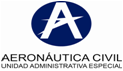 AERONÁUTICA CIVIL
UNIDAD ADMINISTRATIVA ESPECIAL